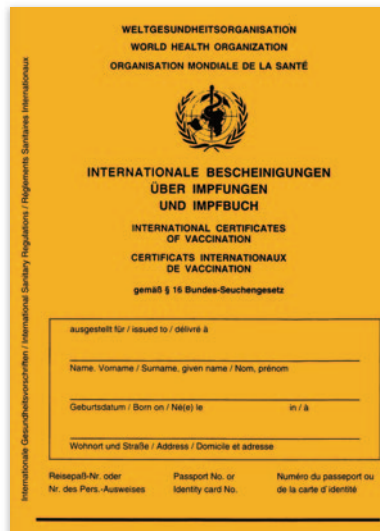 WELTGESUNDHEITSORGANISATION
WORLD HEALTH ORGANIZATION
ORGANISATION MONDIALE DE LA SANTÉ
INTERNATIONALE BESCHEINIGUNGEN
ÜBER IMPFUNGEN
UND IMPFBUCH
INTERNATIONAL CERTIFICATES
OF VACCINATION
CERTIFICATS INTERNATIONAUX
DE VACCINATION
gemäß § 16 Bundes-Seuchengesetz
ausgestellt für / issued to / délivré à
Name, Vorname / Surname, given name / Nom, prénom
Geburtsdatum / Born on / Né(e) le in / à
Wohnort und Straße / Address / Domicile et adresse
Reisepaß-Nr. oder Passport No. or Numéro du passeport ou
Nr. des Pers.-Ausweises Identity card No. de la carte d'identité
Internationale Gesundheitsvorschriften / International Sanitary Regulations / Règlements Sanitaires Internationaux